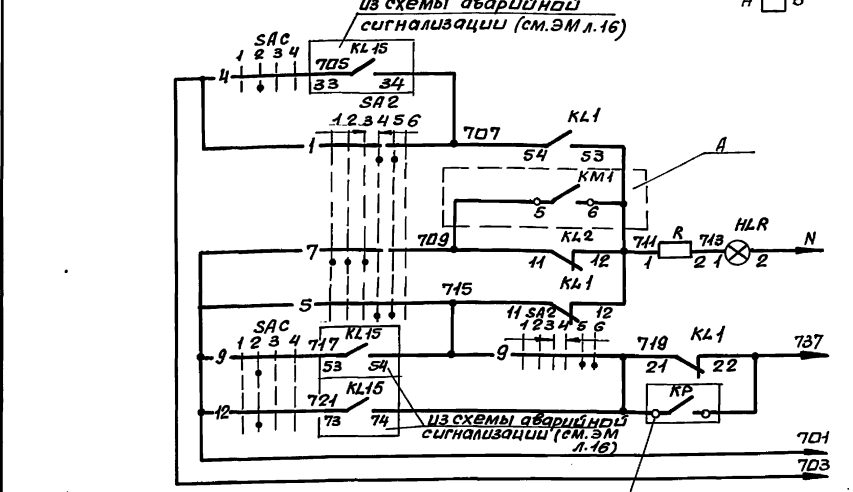 из схемы аварийной
сигнализации (см. ЭМ л.16)
SAC
KL15
1 2 3 4
4
705
33 34
SA2
1 2 3 4 5 6
707
KL1
1
54 53
A
KM1
5 6
709
7
KL2
11 12
711
R
1 2
713
HLR
1 2
N
KL1
715
5
11 12
SA2
1 2 3 4 5 6
SAC
1 2 3 4
KL15
9
717
53 54
9
719
KL1
21 22
737
KL15
12
721
73 74
KP
из схемы аварийной
сигнализации (см. ЭМ
л.16)
701
703